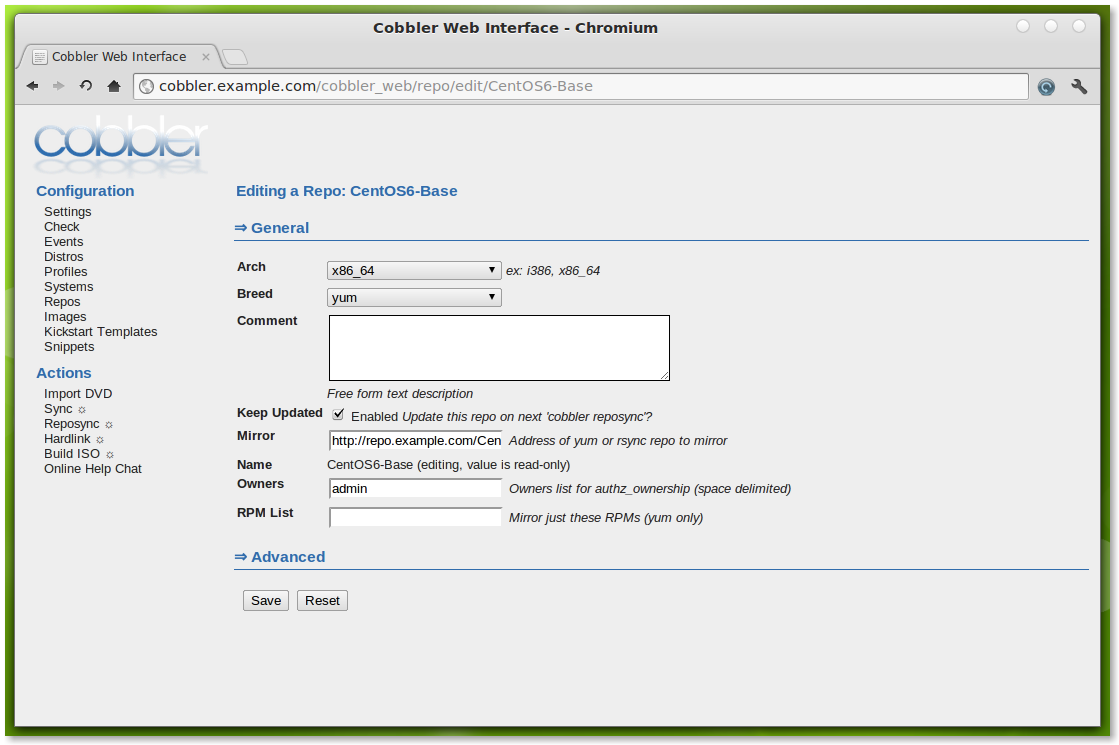 Cobbler Web Interface - Chromium
Cobbler Web Interface
cobbler.example.com/cobbler_web/repo/edit/CentOS6-Base
cobbler
Configuration
Settings
Check
Events
Distros
Profiles
Systems
Repos
Images
Kickstart Templates
Snippets
Actions
Import DVD
Sync ☼
Reposync ☼
Hardlink ☼
Build ISO ☼
Online Help Chat
Editing a Repo: CentOS6-Base
⇒ General
Arch x86_64 ex: i386, x86_64
Breed yum
Comment
Free form text description
Keep Updated Enabled Update this repo on next 'cobbler reposync'?
Mirror http://repo.example.com/Cen Address of yum or rsync repo to mirror
Name CentOS6-Base (editing, value is read-only)
Owners admin Owners list for authz_ownership (space delimited)
RPM List Mirror just these RPMs (yum only)
⇒ Advanced
Save Reset